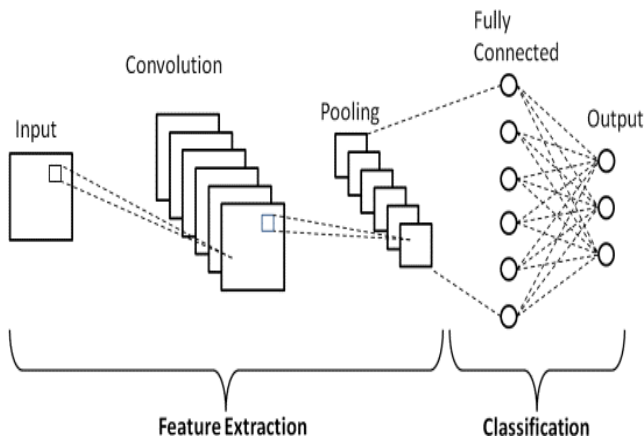 Input
Convolution
Pooling
Fully
Connected
Output
Feature Extraction
Classification